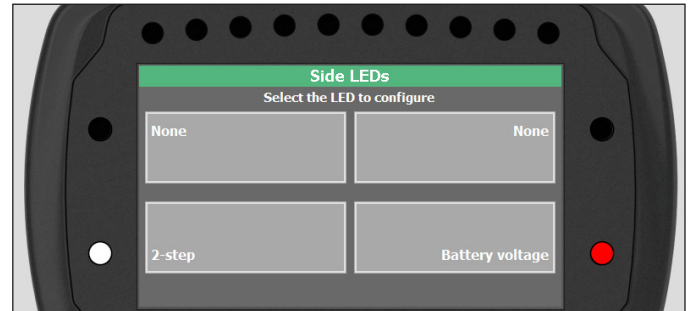 Side LEDs
Select the LED to configure
None
None
2-step
Battery voltage